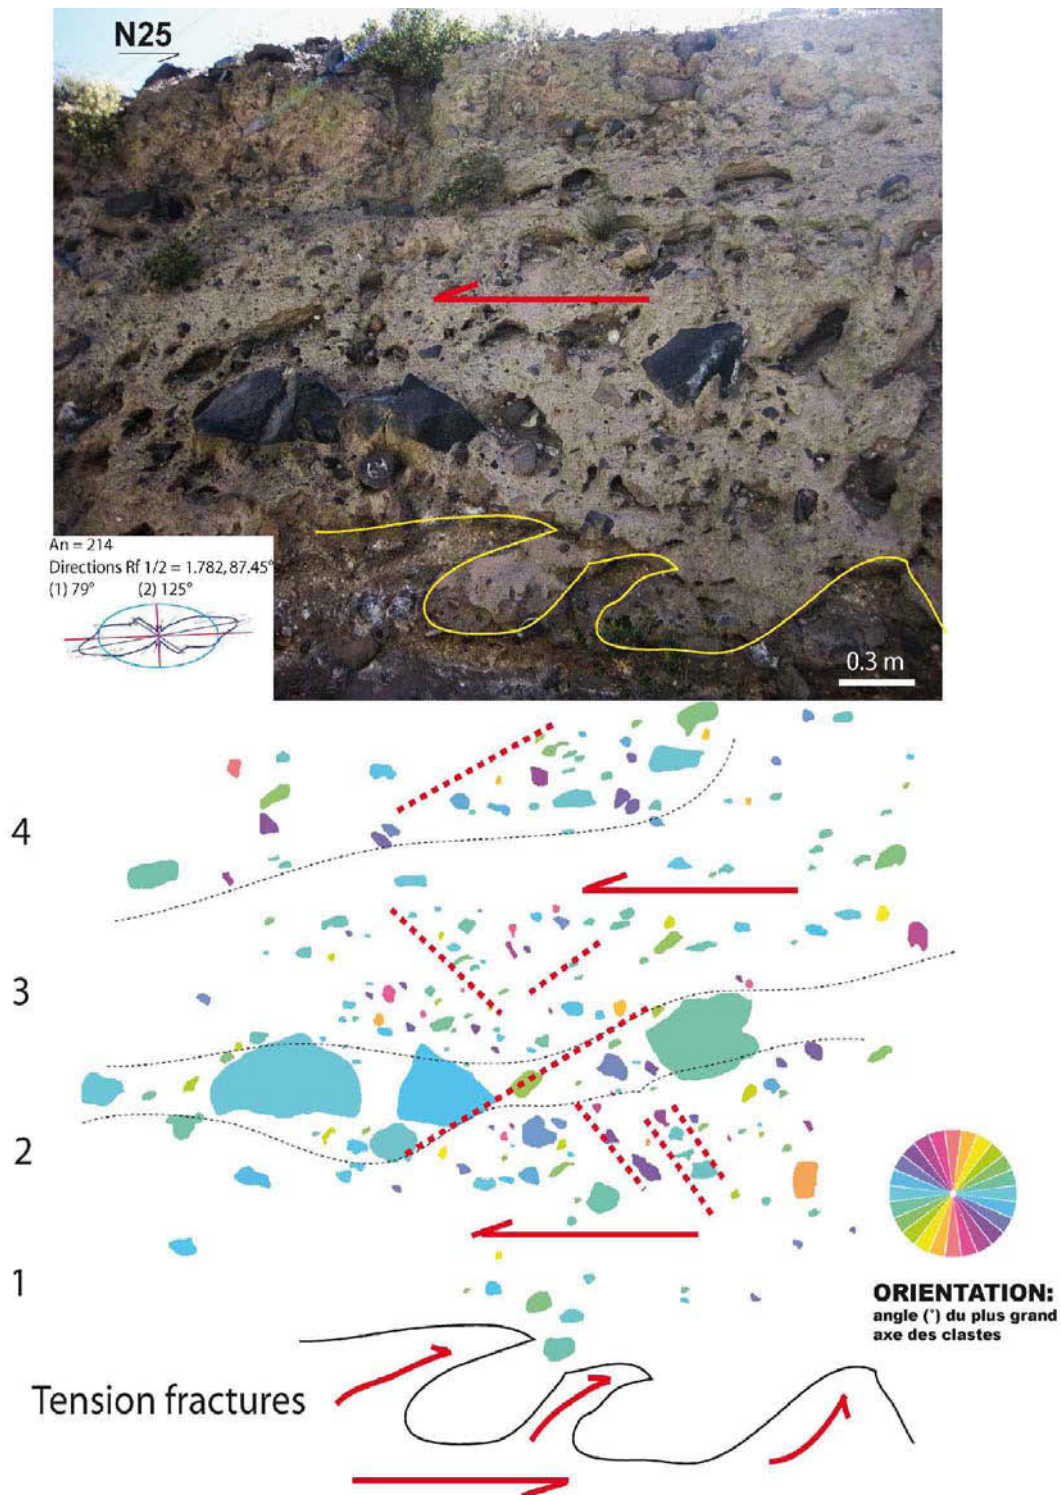 N25
An = 214
Directions Rf 1/2 = 1.782, 87.45°
(1) 79° (2) 125°
0.3 m
4
3
2
1
ORIENTATION:
angle (°) du plus grand
axe des clastes
Tension fractures